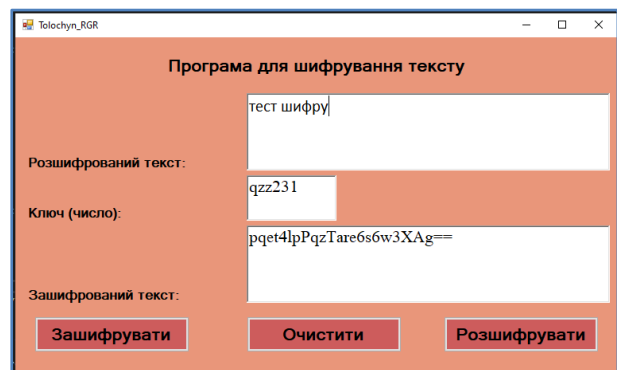 Tolochyn_RGR
Програма для шифрування тексту
тест шифру
Розшифрований текст:
qzz231
Ключ (число):
pqet4lpPqzTare6s6w3XAg==
Зашифрований текст:
Зашифрувати
Очистити
Розшифрувати